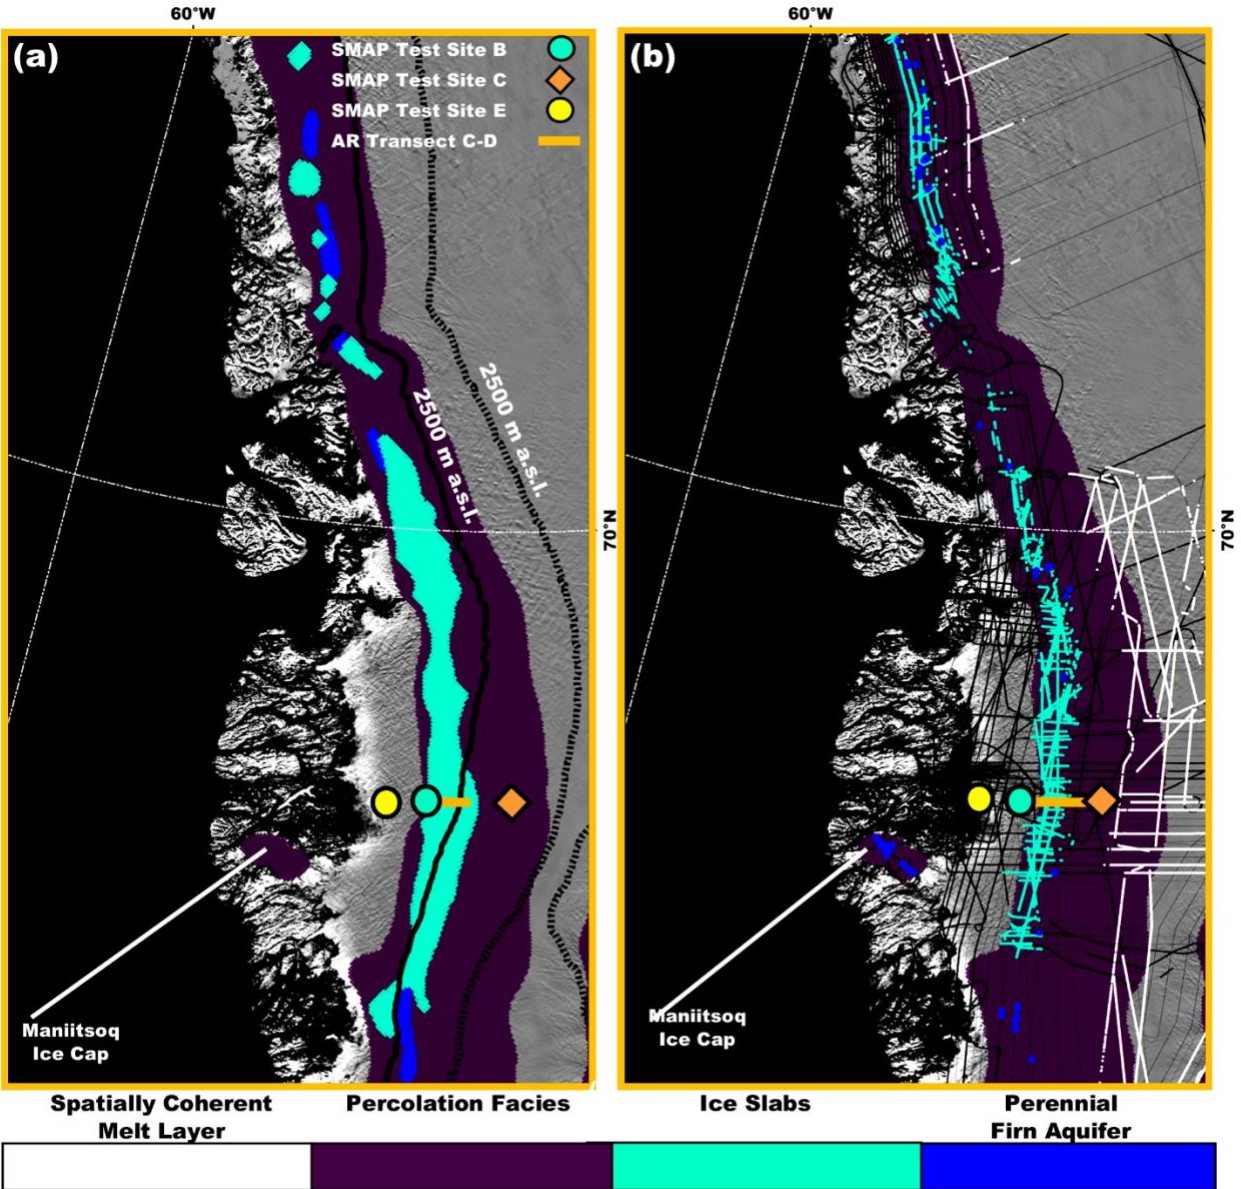 60°W
60°W
(a)
SMAP Test Site B
SMAP Test Site C
SMAP Test Site E
AR Transect C-D
2500 m a.s.l.
2500 m a.s.l.
70°N
Maniitsoq
Ice Cap
(b)
70°N
Maniitsoq
Ice Cap
Spatially Coherent
Melt Layer
Percolation Facies
Ice Slabs
Perennial
Firn Aquifer